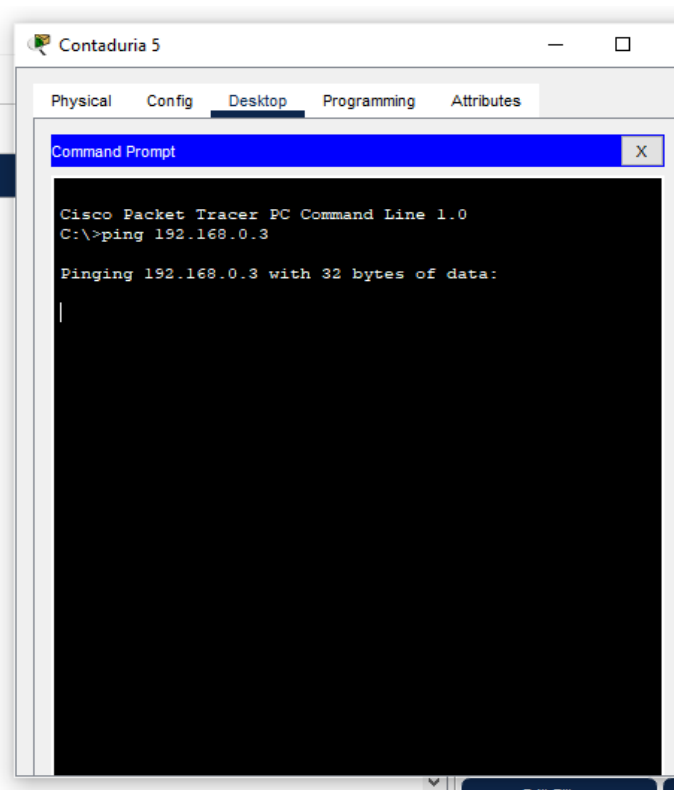 Contaduria 5
Physical Config Desktop Programming Attributes
Command Prompt
X
Cisco Packet Tracer PC Command Line 1.0
C:\>ping 192.168.0.3
Pinging 192.168.0.3 with 32 bytes of data: